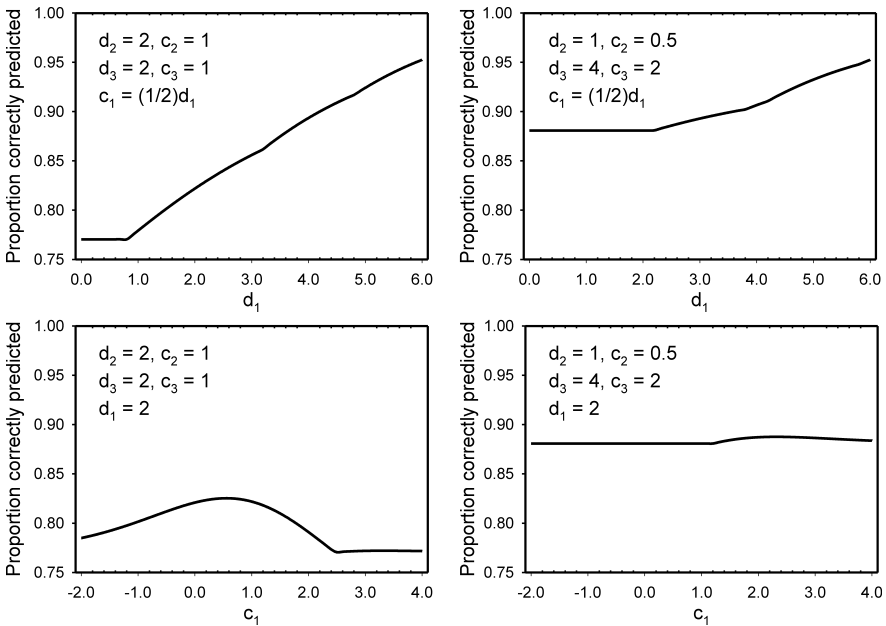 Proportion correctly predicted
1.00
0.95
0.90
0.85
0.80
0.75
d₂ = 2, c₂ = 1
d₃ = 2, c₃ = 1
c₁ = (1/2)d₁
0.0 1.0 2.0 3.0 4.0 5.0 6.0
d₁
Proportion correctly predicted
1.00
0.95
0.90
0.85
0.80
0.75
d₂ = 1, c₂ = 0.5
d₃ = 4, c₃ = 2
c₁ = (1/2)d₁
0.0 1.0 2.0 3.0 4.0 5.0 6.0
d₁
Proportion correctly predicted
1.00
0.95
0.90
0.85
0.80
0.75
d₂ = 2, c₂ = 1
d₃ = 2, c₃ = 1
d₁ = 2
-2.0 -1.0 0.0 1.0 2.0 3.0 4.0
c₁
Proportion correctly predicted
1.00
0.95
0.90
0.85
0.80
0.75
d₂ = 1, c₂ = 0.5
d₃ = 4, c₃ = 2
d₁ = 2
-2.0 -1.0 0.0 1.0 2.0 3.0 4.0
c₁